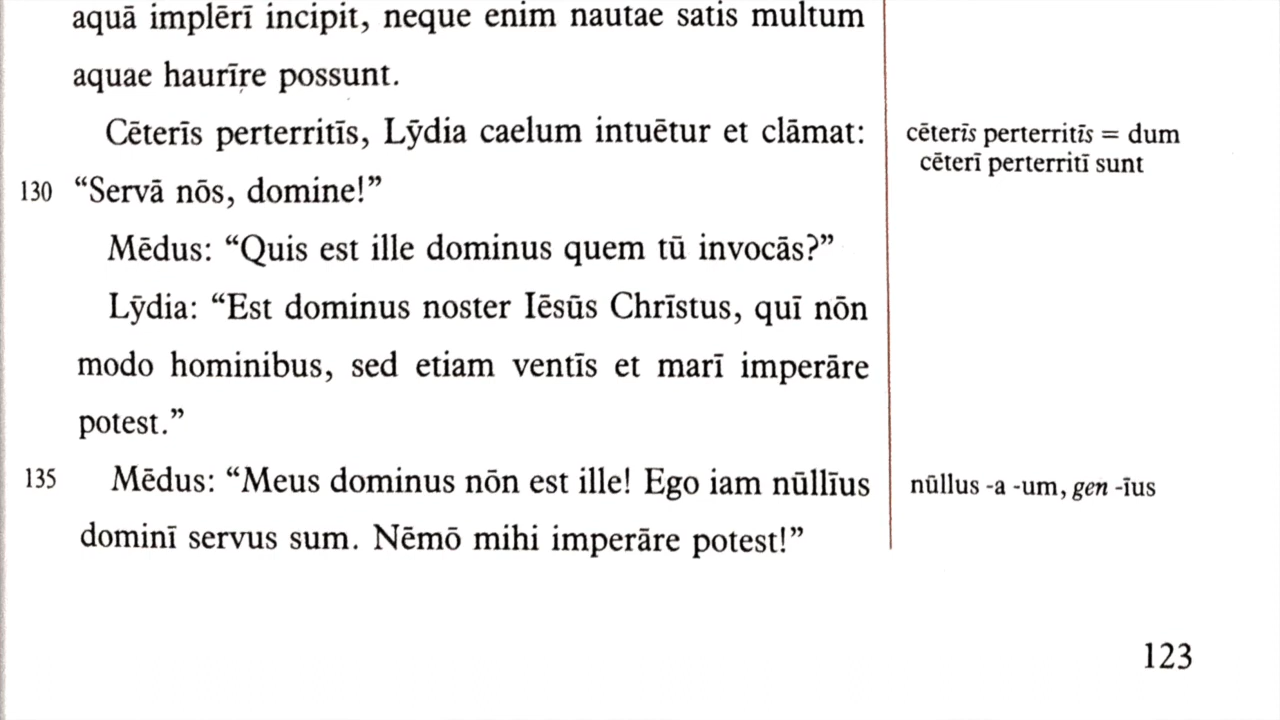 aquā implērī incipit, neque enim nautae satis multum
aquae haurīre possunt.
Cēterīs perterritīs, Lȳdia caelum intuētur et clāmat:
130 “Servā nōs, domine!”
Mēdus: “Quis est ille dominus quem tū invocās?”
Lȳdia: “Est dominus noster Iēsūs Chrīstus, quī nōn
modo hominibus, sed etiam ventīs et marī imperāre
potest.”
135 Mēdus: “Meus dominus nōn est ille! Ego iam nūllīus
dominī servus sum. Nēmō mihi imperāre potest!”
cēterīs perterritīs = dum
cēterī perterritī sunt
nūllus -a -um, gen -īus
123